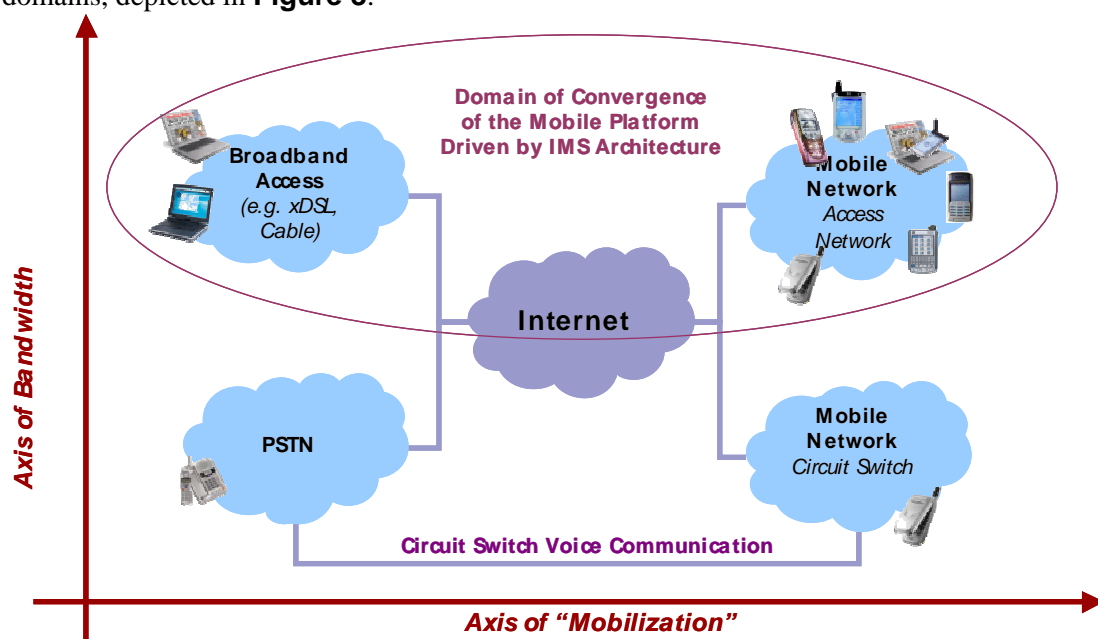 domains, depicted in Figure 3.
Domain of Convergence
of the Mobile Platform
Driven by IMS Architecture
Broadband
Access
(e.g. xDSL,
Cable)
Mobile
Network
Access
Network
Internet
PSTN
Mobile
Network
Circuit Switch
Circuit Switch Voice Communication
Axis of Bandwidth
Axis of “Mobilization”